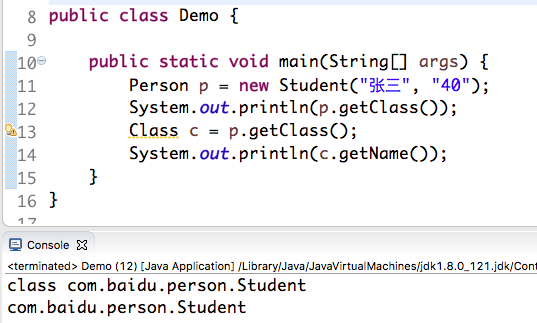 8 public class Demo {
9
10 public static void main(String[] args) {
11 Person p = new Student("张三", "40");
12 System.out.println(p.getClass());
13 Class c = p.getClass();
14 System.out.println(c.getName());
15 }
16 }
17
Console
<terminated> Demo (12) [Java Application] /Library/Java/JavaVirtualMachines/jdk1.8.0_121.jdk/Cont
class com.baidu.person.Student
com.baidu.person.Student